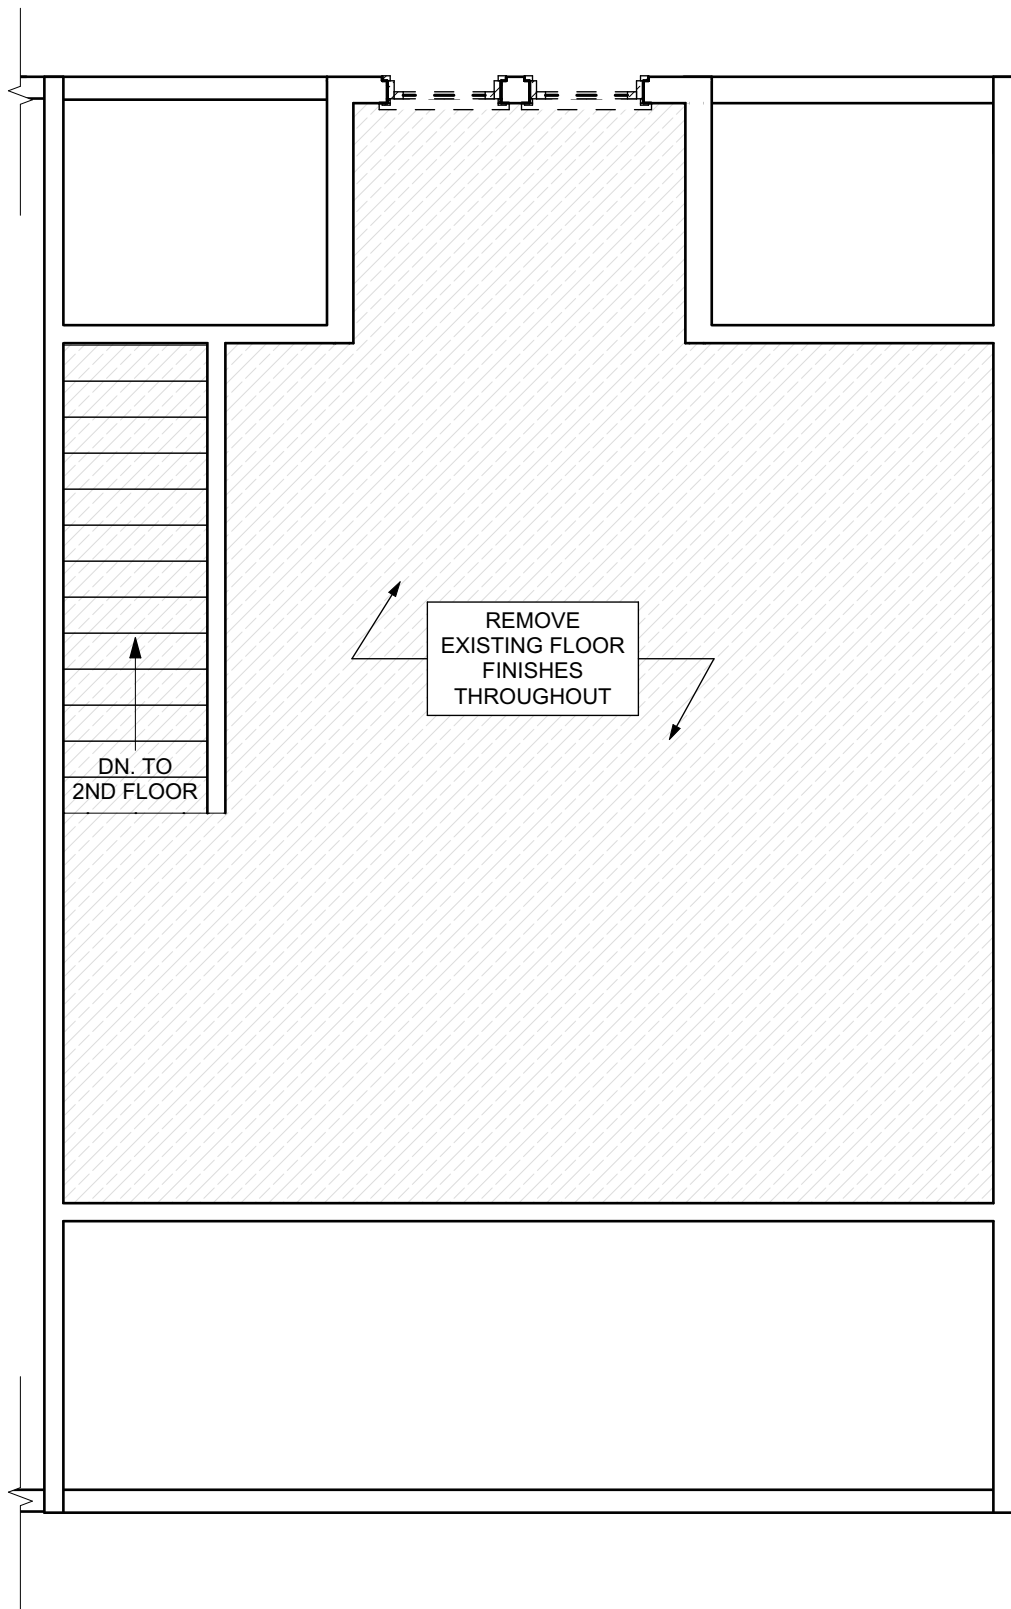 REMOVE
EXISTING FLOOR
FINISHES
THROUGHOUT
DN. TO
2ND FLOOR